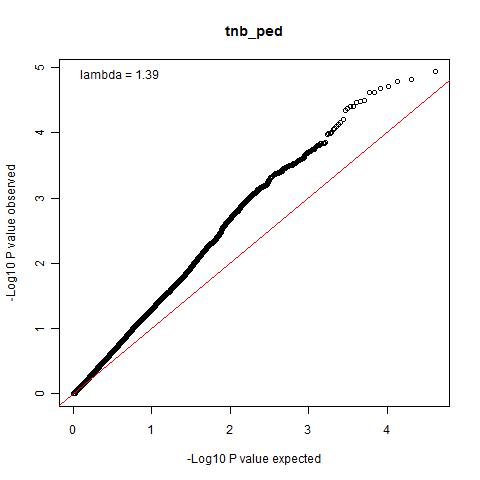 tnb_ped
lambda = 1.39
-Log10 P value observed
5
4
3
2
1
0
0 1 2 3 4
-Log10 P value expected